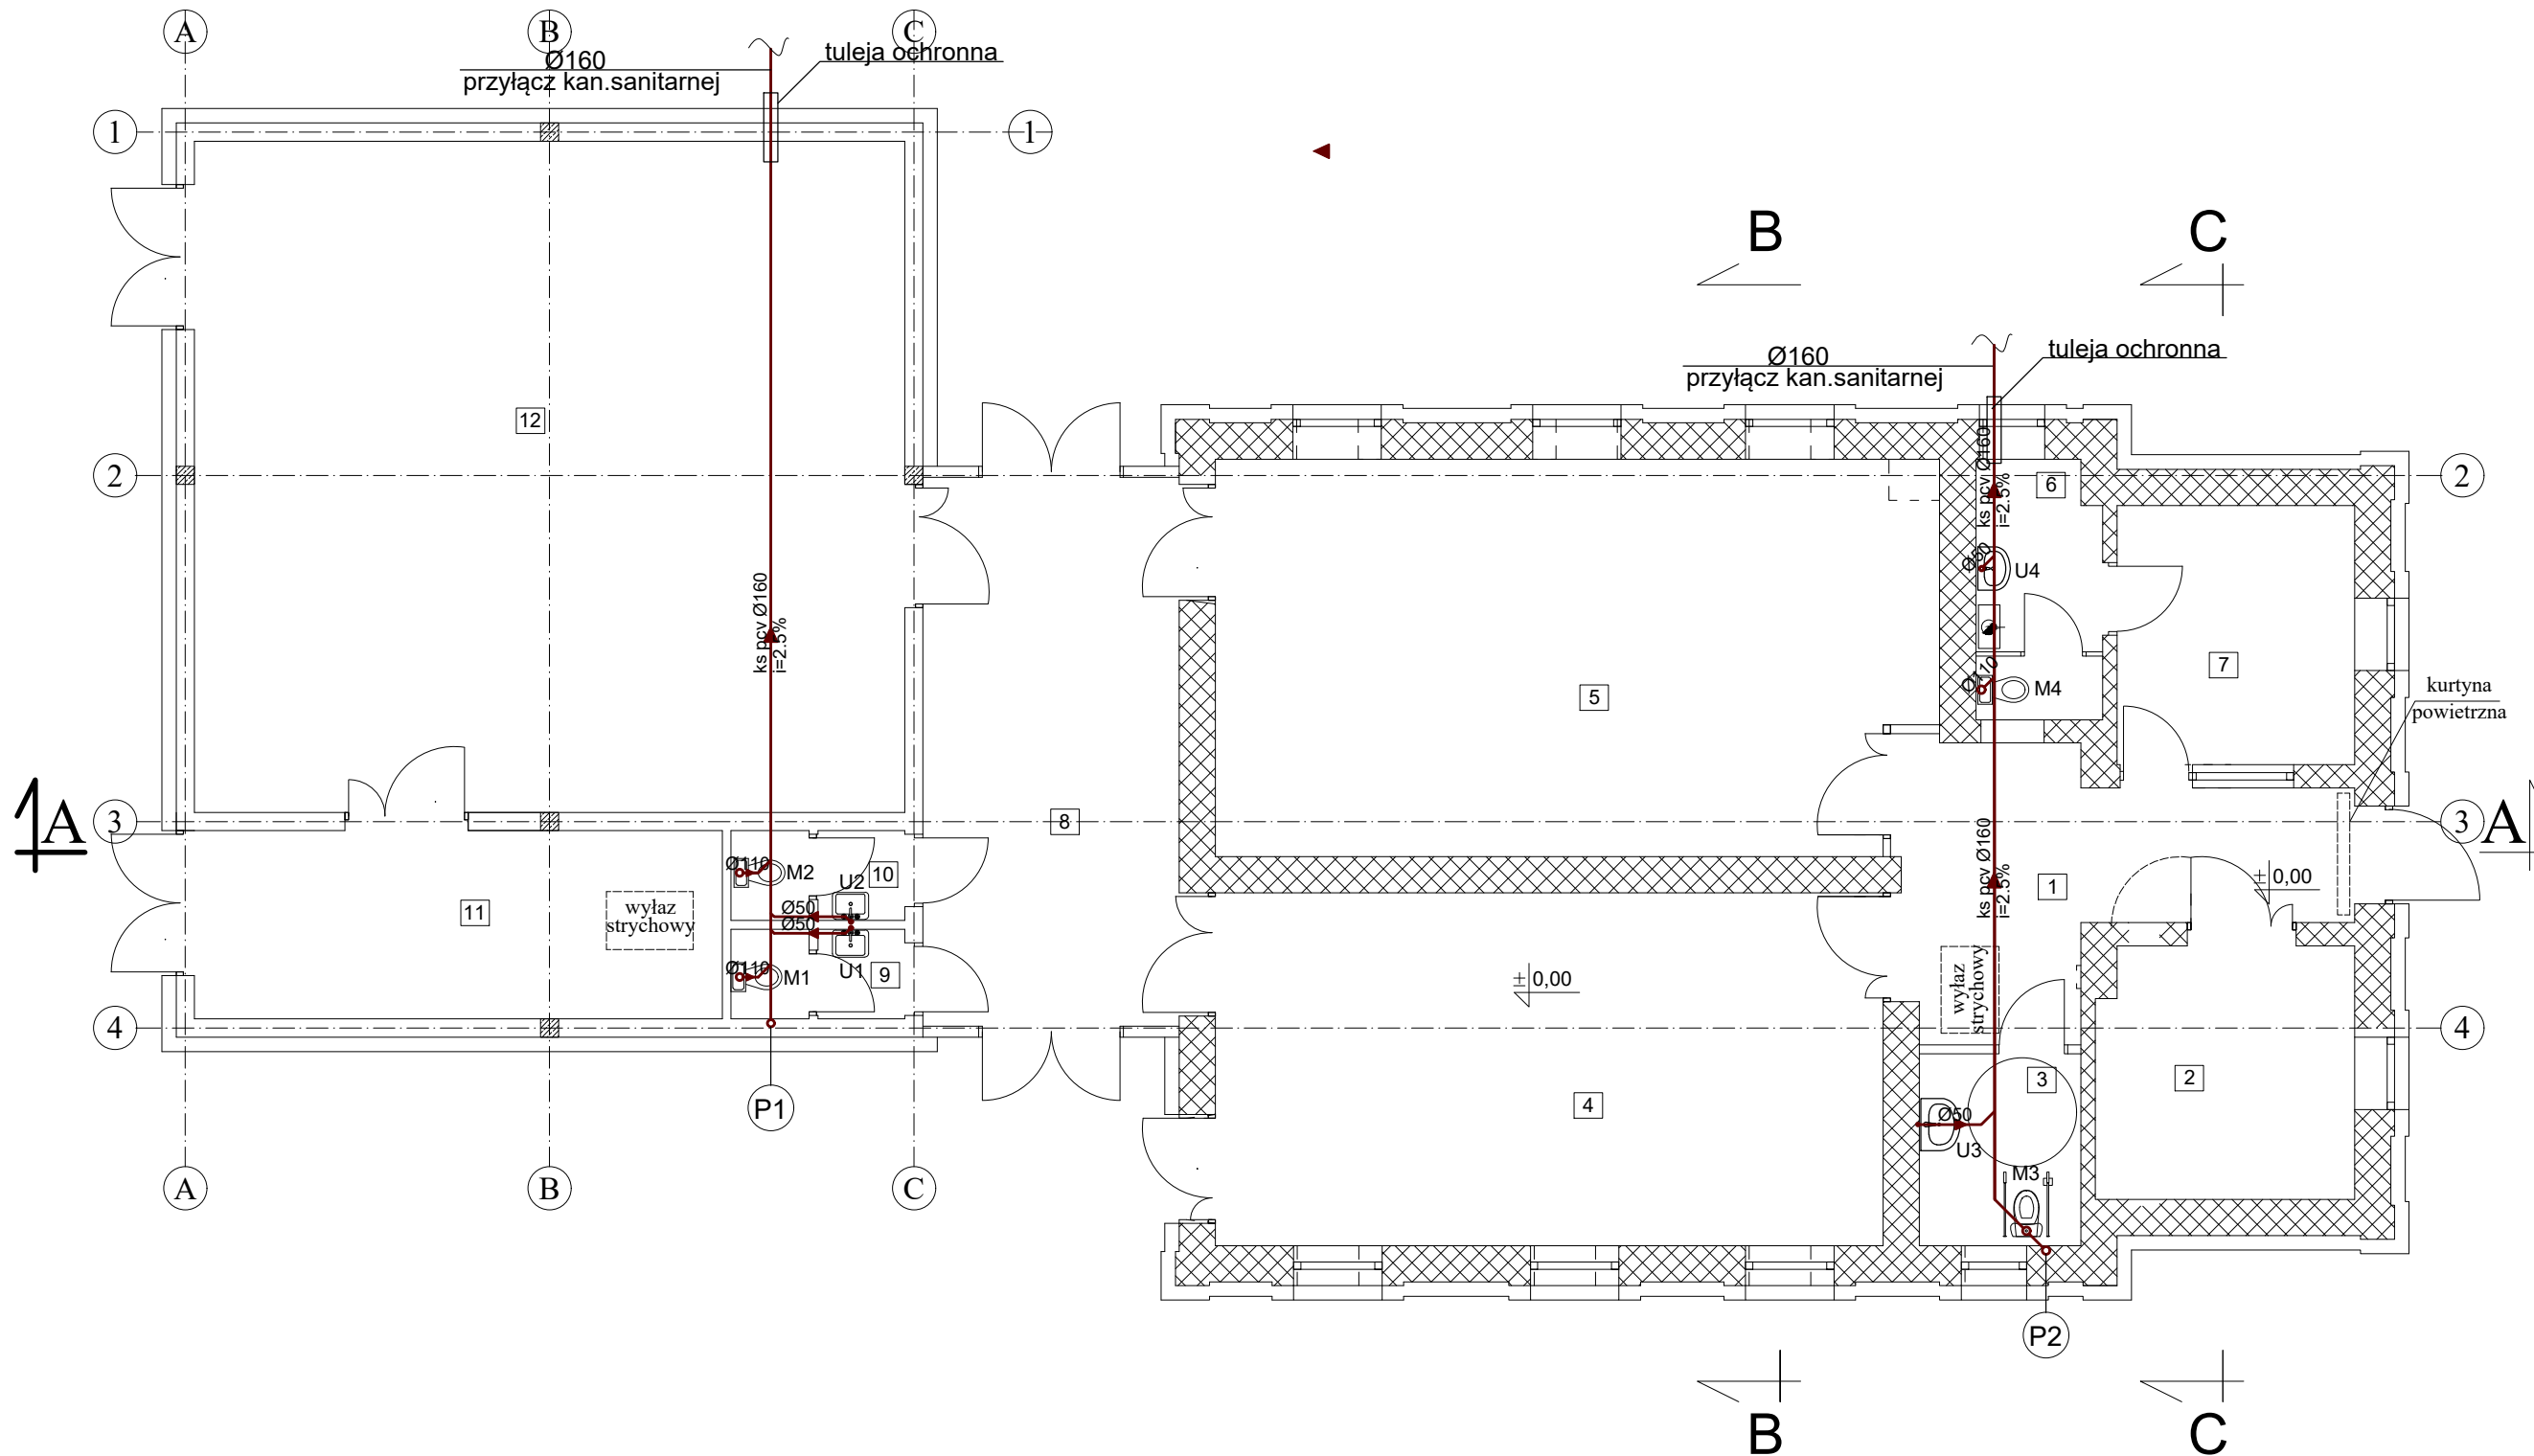 A
B
C
Ø160
przyłącz kan.sanitarnej
tuleja ochronna
1
1
B
C
Ø160
przyłącz kan.sanitarnej
tuleja ochronna
12
2
2
6
ks pcv Ø160
i=2.5%
Ø50
U4
ks pcv Ø160
i=2.5%
7
5
Ø110
M4
kurtyna
powietrzna
A
3
8
3
A
Ø110
M2
10
U2
±0,00
1
ks pcv Ø160
i=2.5%
11
wyłaz
strychowy
Ø50
Ø50
Ø110
M1
U1
9
±0,00
wyłaz
strychowy
4
4
3
2
P1
4
Ø50
U3
M3
A
B
C
P2
B
C